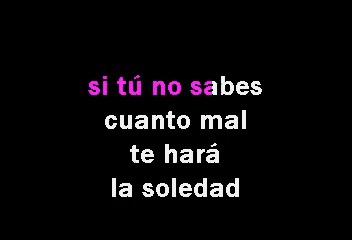 si tú no sabes
cuanto mal
te hará
la soledad